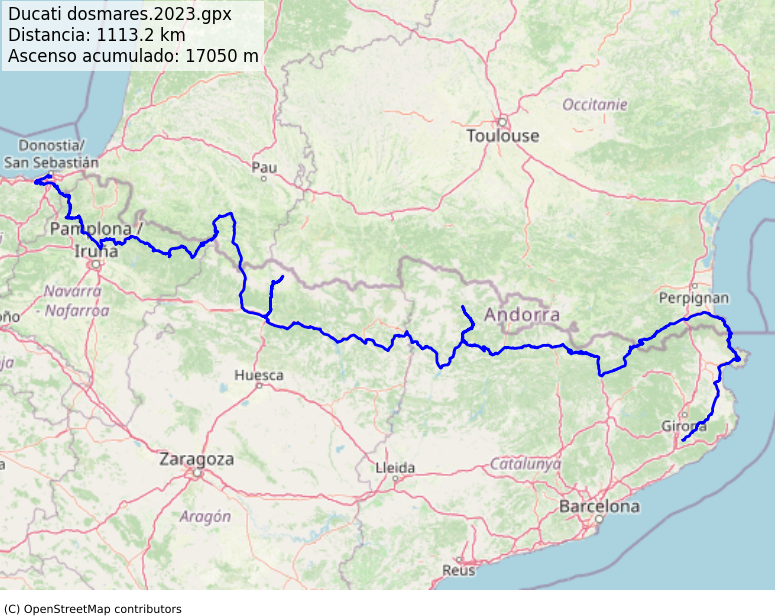 Ducati dosmares.2023.gpx
Distancia: 1113.2 km
Ascenso acumulado: 17050 m
Occitanie
Toulouse
Donostia/
San Sebastián
Pau
Pamplona /
Iruña
Navarra
- Nafarroa
Perpignan
Andorra
Huesca
Girona
Zaragoza
Lleida
Catalunya
Aragón
Barcelona
Reus
(C) OpenStreetMap contributors